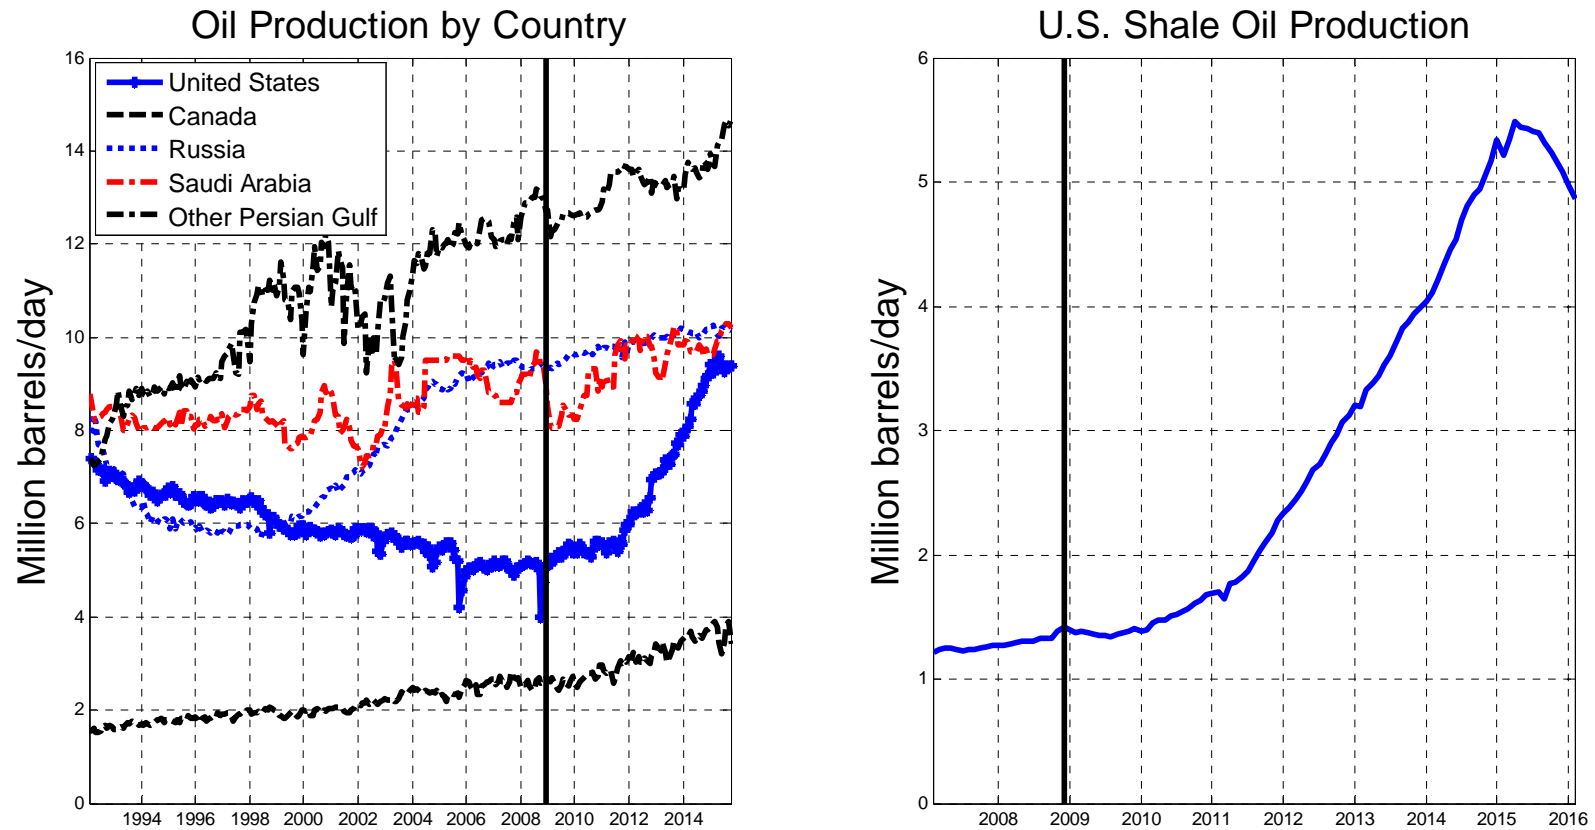 Oil Production by Country
Million barrels/day
16
14
12
10
8
6
4
2
0
United States
Canada
Russia
Saudi Arabia
Other Persian Gulf
1994 1996 1998 2000 2002 2004 2006 2008 2010 2012 2014
U.S. Shale Oil Production
Million barrels/day
6
5
4
3
2
1
0
2008 2009 2010 2011 2012 2013 2014 2015 2016